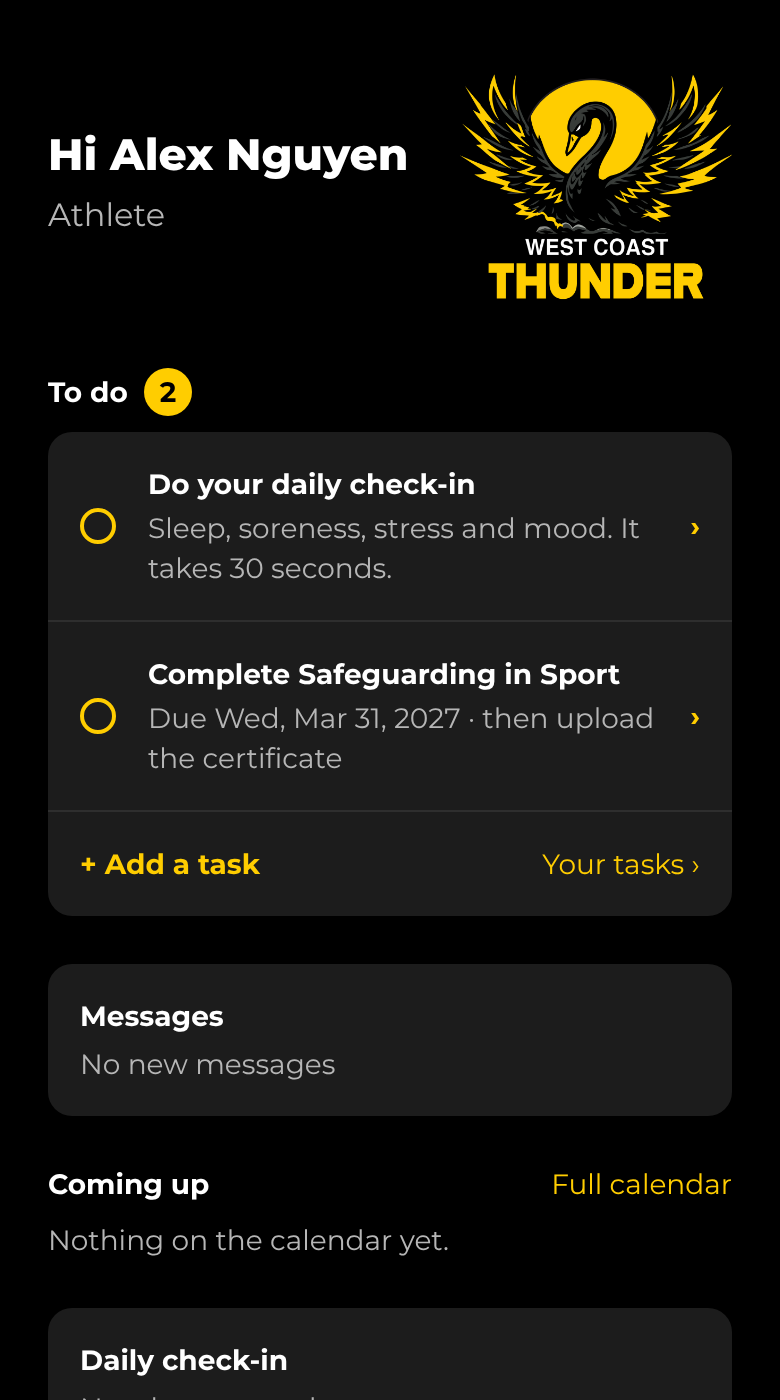 Hi Alex Nguyen
Athlete
WEST COAST
THUNDER
To do 2
Do your daily check-in
Sleep, soreness, stress and mood. It
takes 30 seconds.
›
Complete Safeguarding in Sport
Due Wed, Mar 31, 2027 · then upload
the certificate
›
+ Add a task
Your tasks ›
Messages
No new messages
Coming up
Full calendar
Nothing on the calendar yet.
Daily check-in